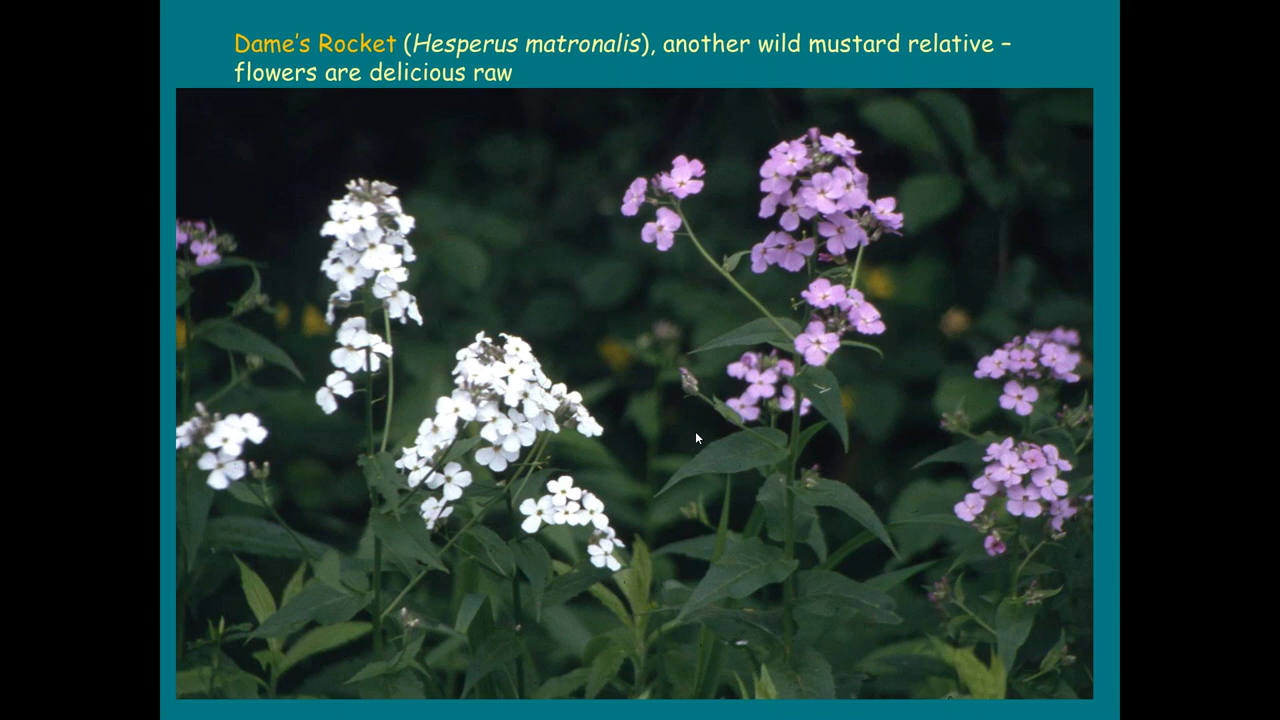 Dame’s Rocket (Hesperus matronalis), another wild mustard relative –
flowers are delicious raw